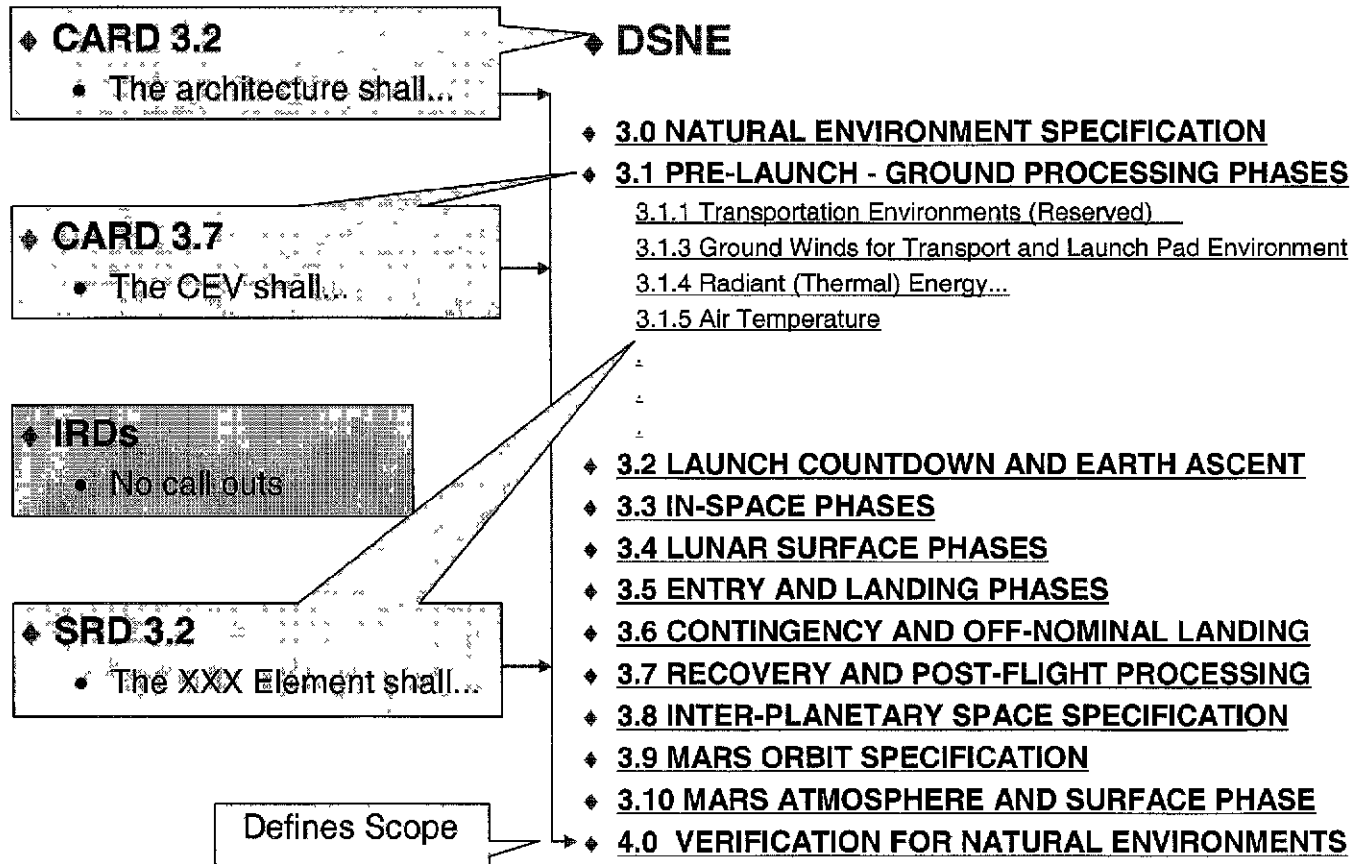 CARD 3.2
• The architecture shall...
CARD 3.7
• The CEV shall...
IRDs
• No call outs
SRD 3.2
• The XXX Element shall...
Defines Scope
DSNE
3.0 NATURAL ENVIRONMENT SPECIFICATION
3.1 PRE-LAUNCH - GROUND PROCESSING PHASES
3.1.1 Transportation Environments (Reserved)
3.1.3 Ground Winds for Transport and Launch Pad Environment
3.1.4 Radiant (Thermal) Energy...
3.1.5 Air Temperature
.
.
.
3.2 LAUNCH COUNTDOWN AND EARTH ASCENT
3.3 IN-SPACE PHASES
3.4 LUNAR SURFACE PHASES
3.5 ENTRY AND LANDING PHASES
3.6 CONTINGENCY AND OFF-NOMINAL LANDING
3.7 RECOVERY AND POST-FLIGHT PROCESSING
3.8 INTER-PLANETARY SPACE SPECIFICATION
3.9 MARS ORBIT SPECIFICATION
3.10 MARS ATMOSPHERE AND SURFACE PHASE
4.0 VERIFICATION FOR NATURAL ENVIRONMENTS